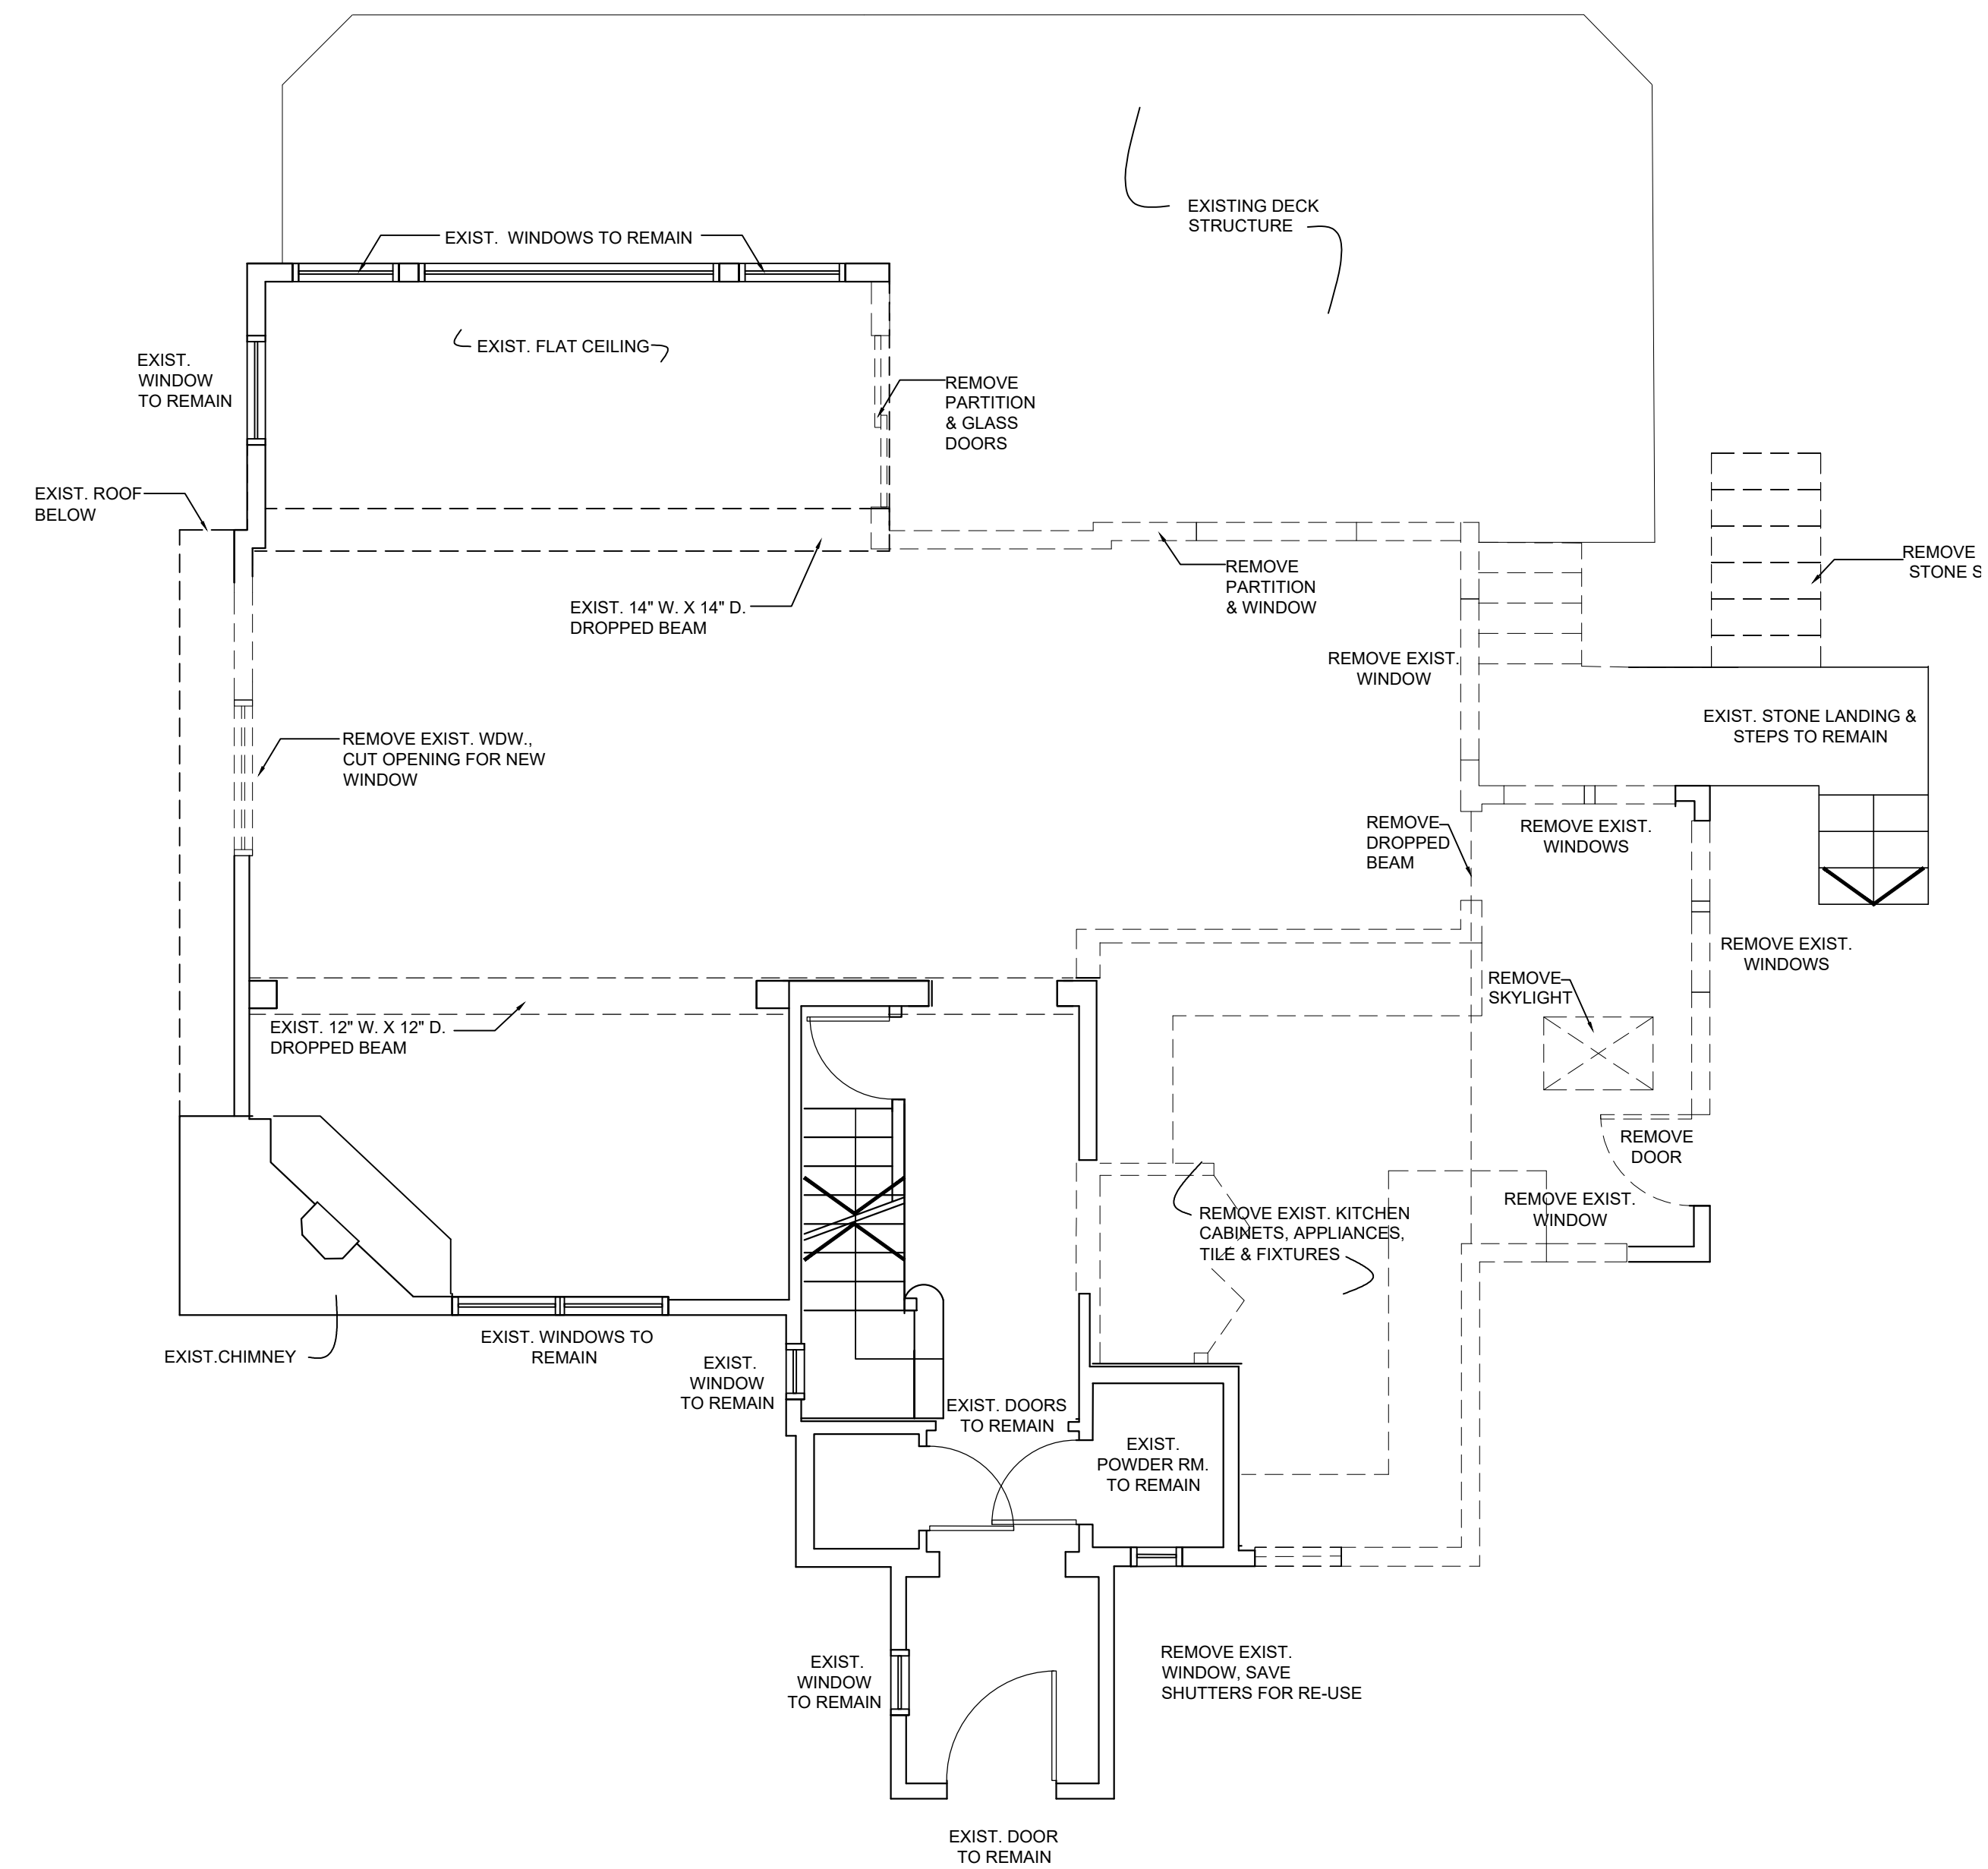 EXISTING DECK
STRUCTURE
EXIST.  WINDOWS TO REMAIN
EXIST. FLAT CEILING
EXIST.
WINDOW
TO REMAIN
REMOVE
PARTITION
& GLASS
DOORS
EXIST. ROOF
BELOW
REMOVE
STONE S
REMOVE
PARTITION
& WINDOW
EXIST. 14" W. X 14" D.
DROPPED BEAM
REMOVE EXIST.
WINDOW
EXIST. STONE LANDING &
STEPS TO REMAIN
REMOVE EXIST. WDW.,
CUT OPENING FOR NEW
WINDOW
REMOVE
DROPPED
BEAM
REMOVE EXIST.
WINDOWS
REMOVE EXIST.
WINDOWS
REMOVE
SKYLIGHT
EXIST. 12" W. X 12" D.
DROPPED BEAM
REMOVE
DOOR
REMOVE EXIST.
WINDOW
REMOVE EXIST. KITCHEN
CABINETS, APPLIANCES,
TILE & FIXTURES
EXIST.CHIMNEY
EXIST. WINDOWS TO
REMAIN
EXIST.
WINDOW
TO REMAIN
EXIST. DOORS
TO REMAIN
EXIST.
POWDER RM.
TO REMAIN
EXIST.
WINDOW
TO REMAIN
REMOVE EXIST.
WINDOW, SAVE
SHUTTERS FOR RE-USE
EXIST. DOOR
TO REMAIN